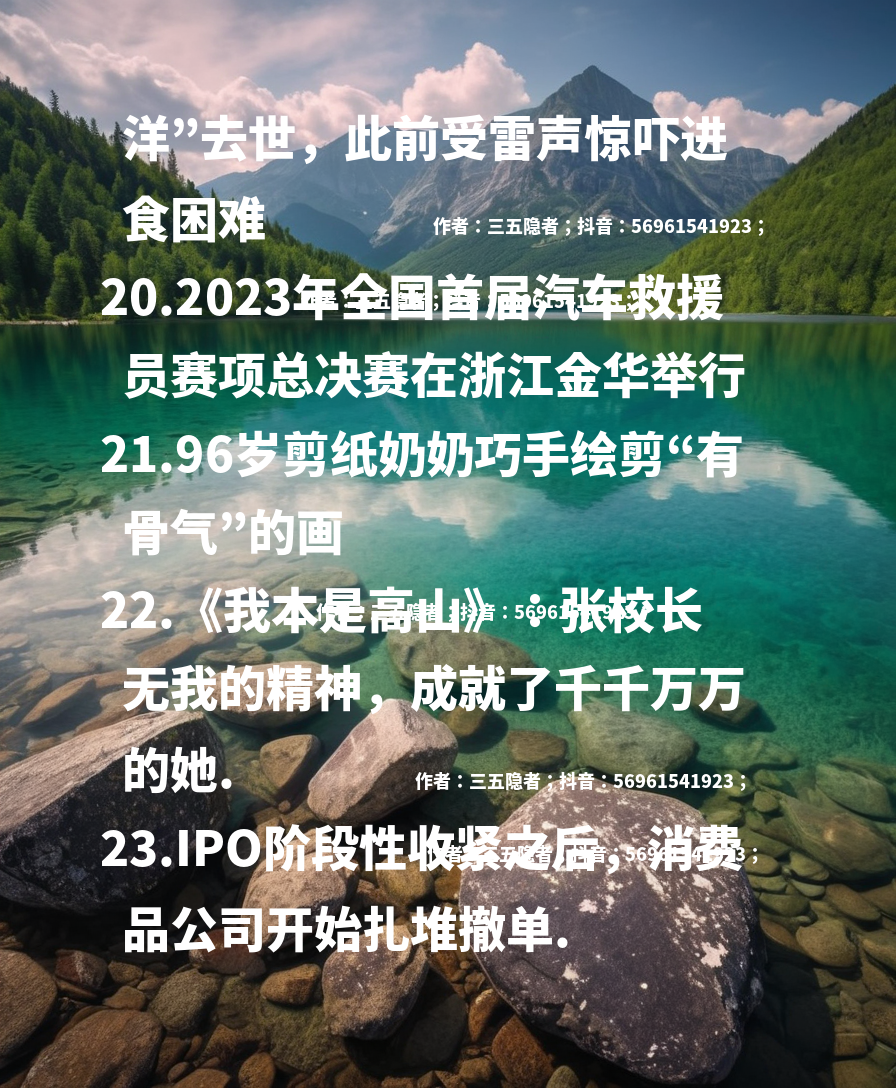 洋”去世，此前受雷声惊吓进
食困难
作者：三五隐者；抖音：56961541923；
20.2023年全国首届汽车救援
员赛项总决赛在浙江金华举行
21.96岁剪纸奶奶巧手绘剪“有
骨气”的画
22.《我本是高山》：张校长
无我的精神，成就了千千万万
的她.
作者：三五隐者；抖音：56961541923；
23.IPO阶段性收紧之后，消费
品公司开始扎堆撤单.